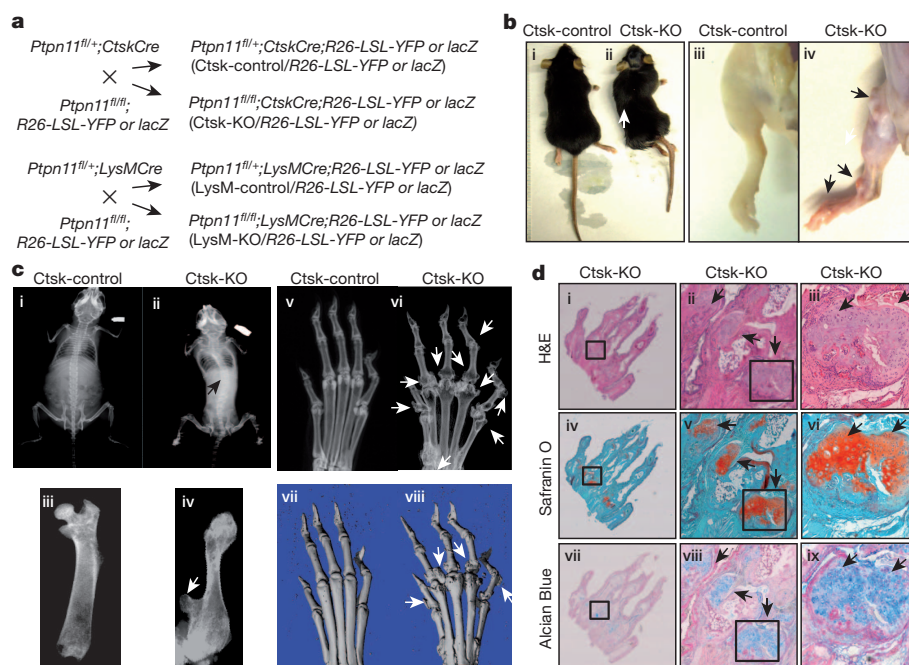 a
Ptpn11fl/+;CtskCre
×
Ptpn11fl/fl;
R26-LSL-YFP or lacZ
Ptpn11fl/+;CtskCre;R26-LSL-YFP or lacZ
(Ctsk-control/R26-LSL-YFP or lacZ)
Ptpn11fl/fl;CtskCre;R26-LSL-YFP or lacZ
(Ctsk-KO/R26-LSL-YFP or lacZ)
Ptpn11fl/+;LysMCre
×
Ptpn11fl/fl;
R26-LSL-YFP or lacZ
Ptpn11fl/+;LysMCre;R26-LSL-YFP or lacZ
(LysM-control/R26-LSL-YFP or lacZ)
Ptpn11fl/fl;LysMCre;R26-LSL-YFP or lacZ
(LysM-KO/R26-LSL-YFP or lacZ)
b
Ctsk-control Ctsk-KO Ctsk-control Ctsk-KO
i ii iii iv
c
Ctsk-control Ctsk-KO Ctsk-control Ctsk-KO
i ii v vi
iii iv vii viii
d
Ctsk-KO Ctsk-KO Ctsk-KO
H&E
i ii iii
Safranin O
iv v vi
Alcian Blue
vii viii ix